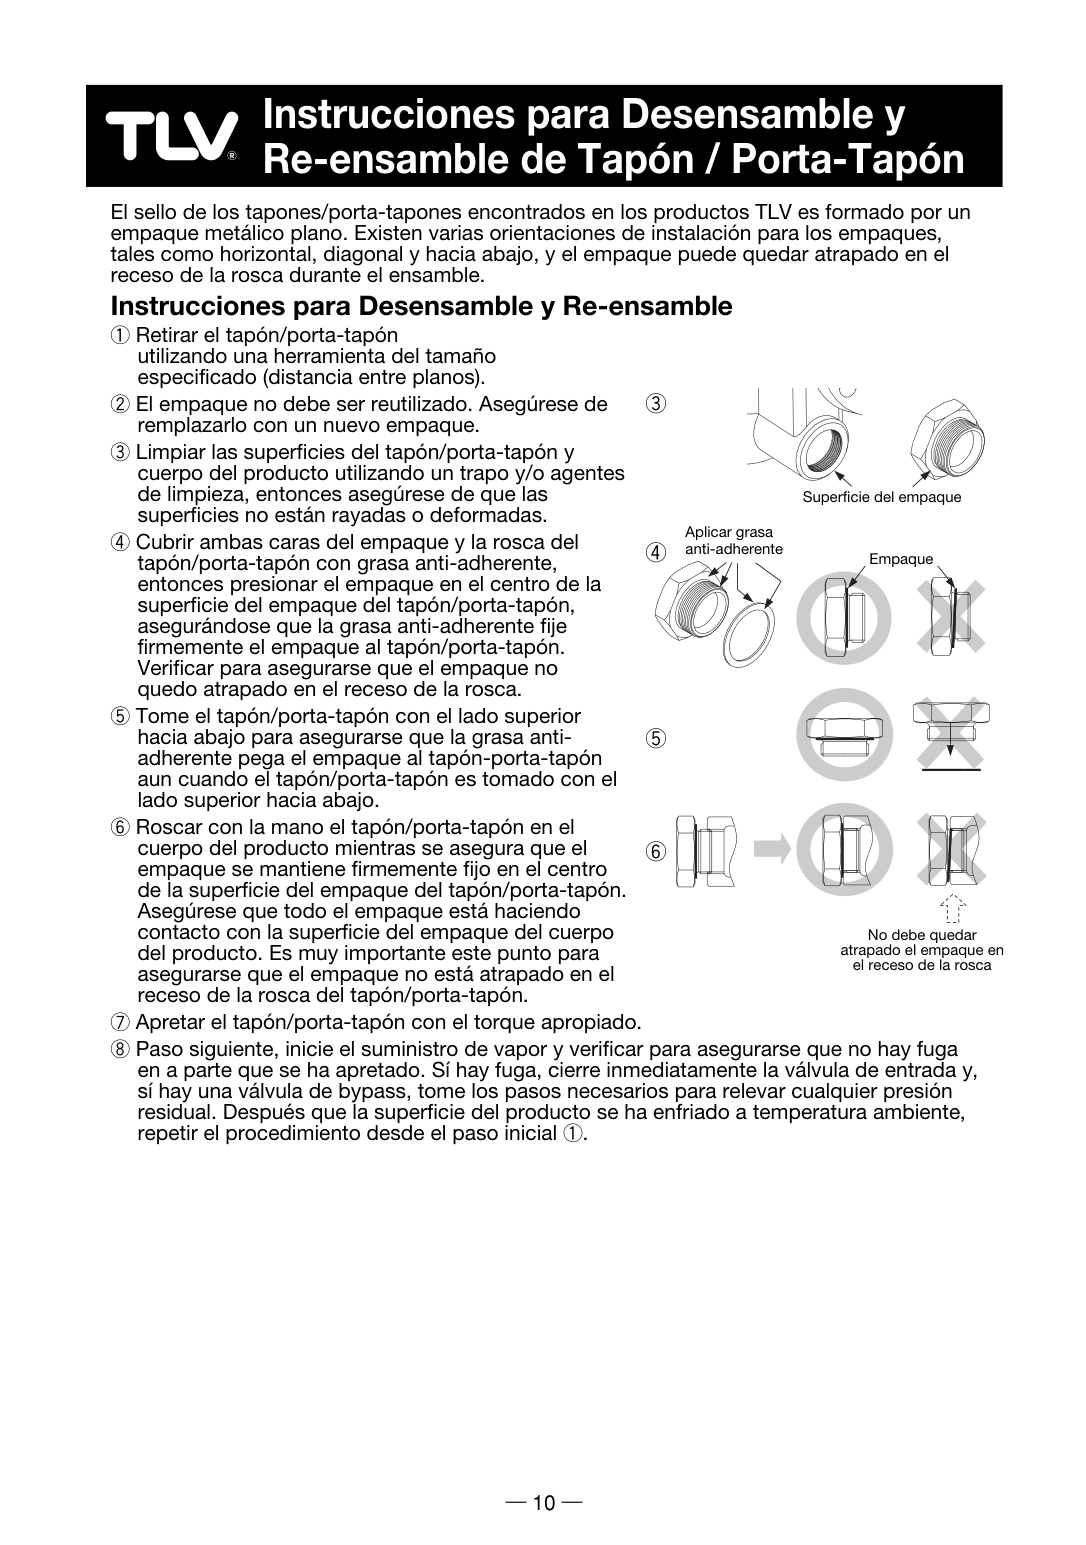 TLV®
Instrucciones para Desensamble y
Re-ensamble de Tapón / Porta-Tapón
El sello de los tapones/porta-tapones encontrados en los productos TLV es formado por un
empaque metálico plano. Existen varias orientaciones de instalación para los empaques,
tales como horizontal, diagonal y hacia abajo, y el empaque puede quedar atrapado en el
receso de la rosca durante el ensamble.
Instrucciones para Desensamble y Re-ensamble
① Retirar el tapón/porta-tapón
utilizando una herramienta del tamaño
especificado (distancia entre planos).
② El empaque no debe ser reutilizado. Asegúrese de
remplazarlo con un nuevo empaque.
③ Limpiar las superficies del tapón/porta-tapón y
cuerpo del producto utilizando un trapo y/o agentes
de limpieza, entonces asegúrese de que las
superficies no están rayadas o deformadas.
④ Cubrir ambas caras del empaque y la rosca del
tapón/porta-tapón con grasa anti-adherente,
entonces presionar el empaque en el centro de la
superficie del empaque del tapón/porta-tapón,
asegurándose que la grasa anti-adherente fije
firmemente el empaque al tapón/porta-tapón.
Verificar para asegurarse que el empaque no
quedo atrapado en el receso de la rosca.
⑤ Tome el tapón/porta-tapón con el lado superior
hacia abajo para asegurarse que la grasa anti-
adherente pega el empaque al tapón-porta-tapón
aun cuando el tapón/porta-tapón es tomado con el
lado superior hacia abajo.
⑥ Roscar con la mano el tapón/porta-tapón en el
cuerpo del producto mientras se asegura que el
empaque se mantiene firmemente fijo en el centro
de la superficie del empaque del tapón/porta-tapón.
Asegúrese que todo el empaque está haciendo
contacto con la superficie del empaque del cuerpo
del producto. Es muy importante este punto para
asegurarse que el empaque no está atrapado en el
receso de la rosca del tapón/porta-tapón.
⑦ Apretar el tapón/porta-tapón con el torque apropiado.
⑧ Paso siguiente, inicie el suministro de vapor y verificar para asegurarse que no hay fuga
en a parte que se ha apretado. Sí hay fuga, cierre inmediatamente la válvula de entrada y,
sí hay una válvula de bypass, tome los pasos necesarios para relevar cualquier presión
residual. Después que la superficie del producto se ha enfriado a temperatura ambiente,
repetir el procedimiento desde el paso inicial ①.
③
Superficie del empaque
④
Aplicar grasa
anti-adherente
Empaque
⑤
⑥
No debe quedar
atrapado el empaque en
el receso de la rosca
— 10 —